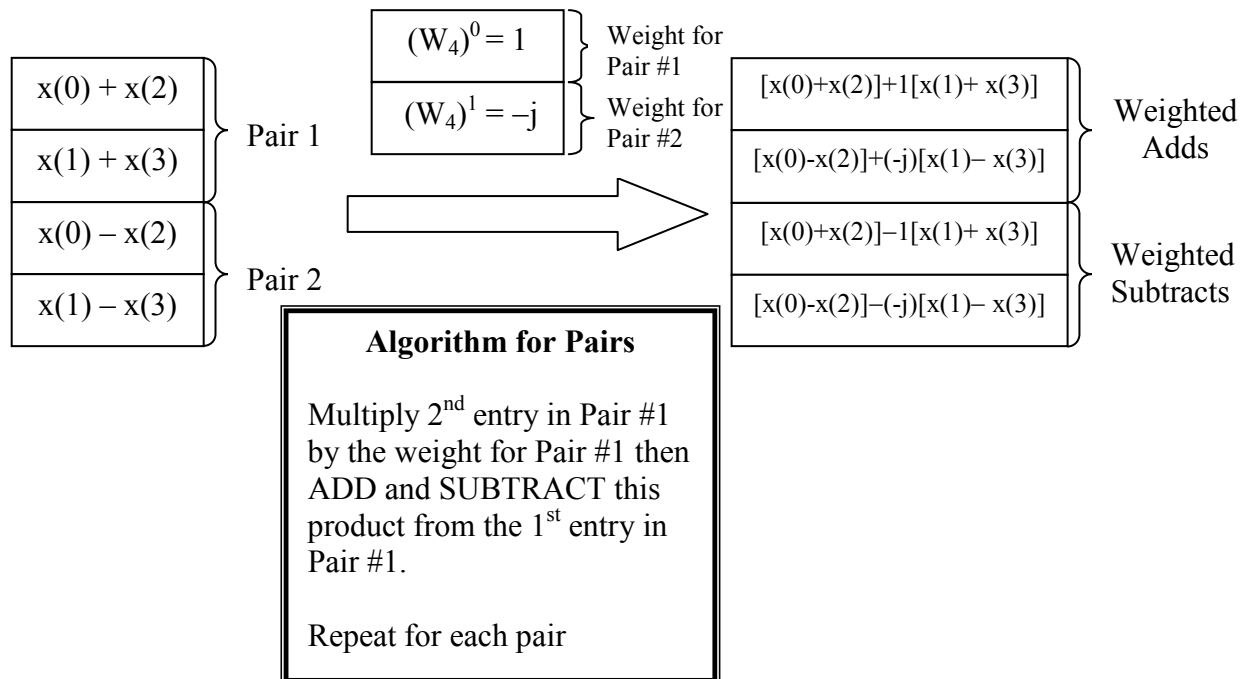 x(0) + x(2)
x(1) + x(3)
x(0) – x(2)
x(1) – x(3)
Pair 1
Pair 2
(W₄)⁰ = 1
(W₄)¹ = –j
Weight for
Pair #1
Weight for
Pair #2
[x(0)+x(2)]+1[x(1)+ x(3)]
[x(0)-x(2)]+(-j)[x(1)– x(3)]
[x(0)+x(2)]–1[x(1)+ x(3)]
[x(0)-x(2)]–(-j)[x(1)– x(3)]
Weighted
Adds
Weighted
Subtracts
Algorithm for Pairs
Multiply 2ⁿᵈ entry in Pair #1
by the weight for Pair #1 then
ADD and SUBTRACT this
product from the 1ˢᵗ entry in
Pair #1.
Repeat for each pair